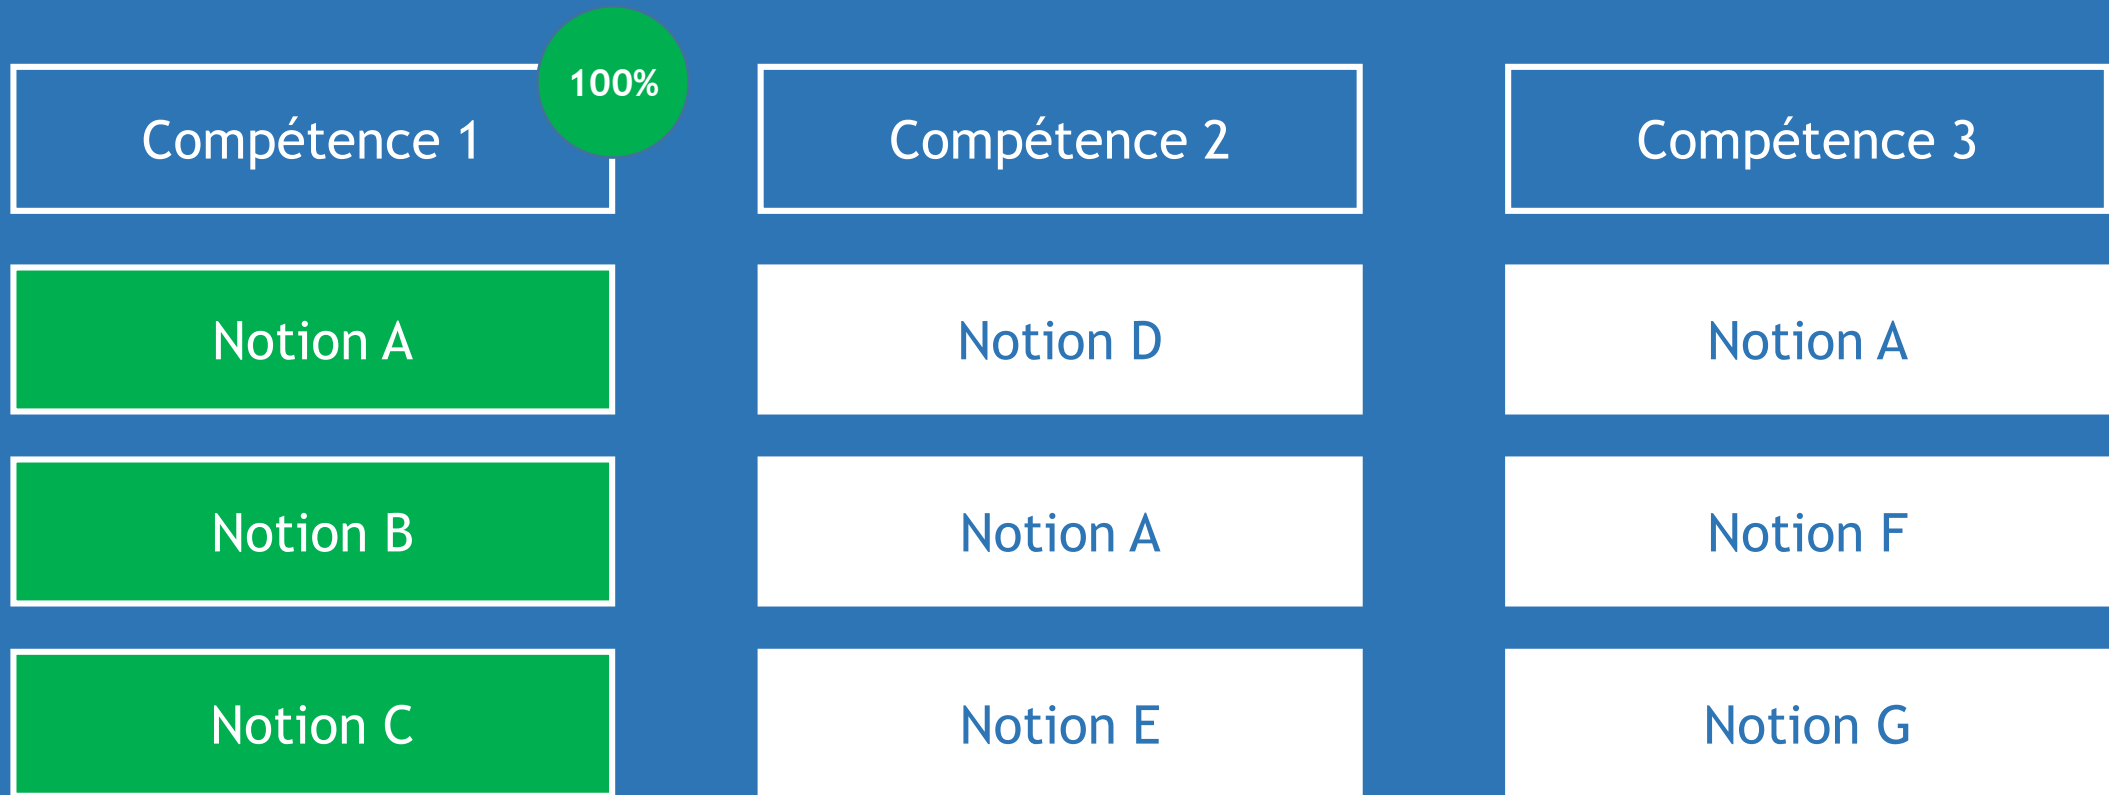 100%
Compétence 1
Compétence 2
Compétence 3
Notion A
Notion D
Notion A
Notion B
Notion A
Notion F
Notion C
Notion E
Notion G